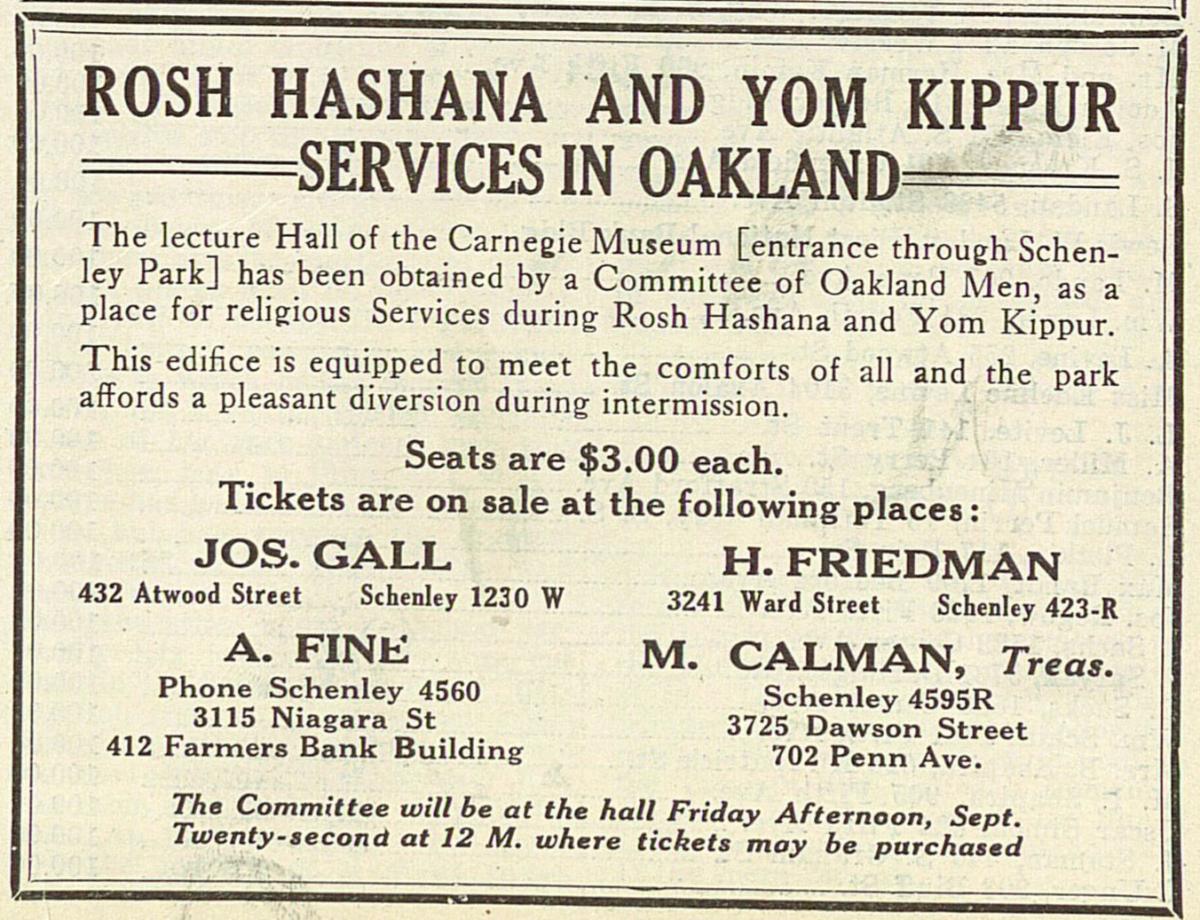 ROSH HASHANA AND YOM KIPPUR
SERVICES IN OAKLAND
The lecture Hall of the Carnegie Museum [entrance through Schen-
ley Park] has been obtained by a Committee of Oakland Men, as a
place for religious Services during Rosh Hashana and Yom Kippur.
This edifice is equipped to meet the comforts of all and the park
affords a pleasant diversion during intermission.
Seats are $3.00 each.
Tickets are on sale at the following places:
JOS. GALL
432 Atwood Street Schenley 1230 W
H. FRIEDMAN
3241 Ward Street Schenley 423-R
A. FINE
Phone Schenley 4560
3115 Niagara St
412 Farmers Bank Building
M. CALMAN, Treas.
Schenley 4595R
3725 Dawson Street
702 Penn Ave.
The Committee will be at the hall Friday Afternoon, Sept.
Twenty-second at 12 M. where tickets may be purchased